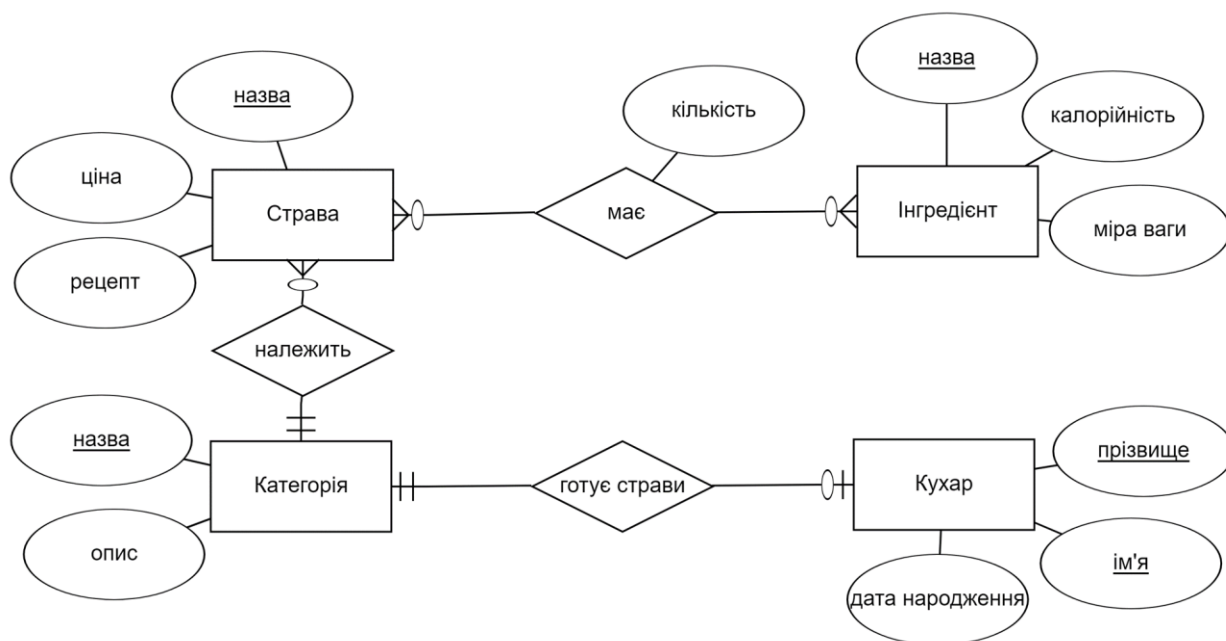 назва
назва
кількість
калорійність
ціна
Страва
має
Інгредієнт
міра ваги
рецепт
належить
назва
прізвище
Категорія
готує страви
Кухар
опис
ім'я
дата народження